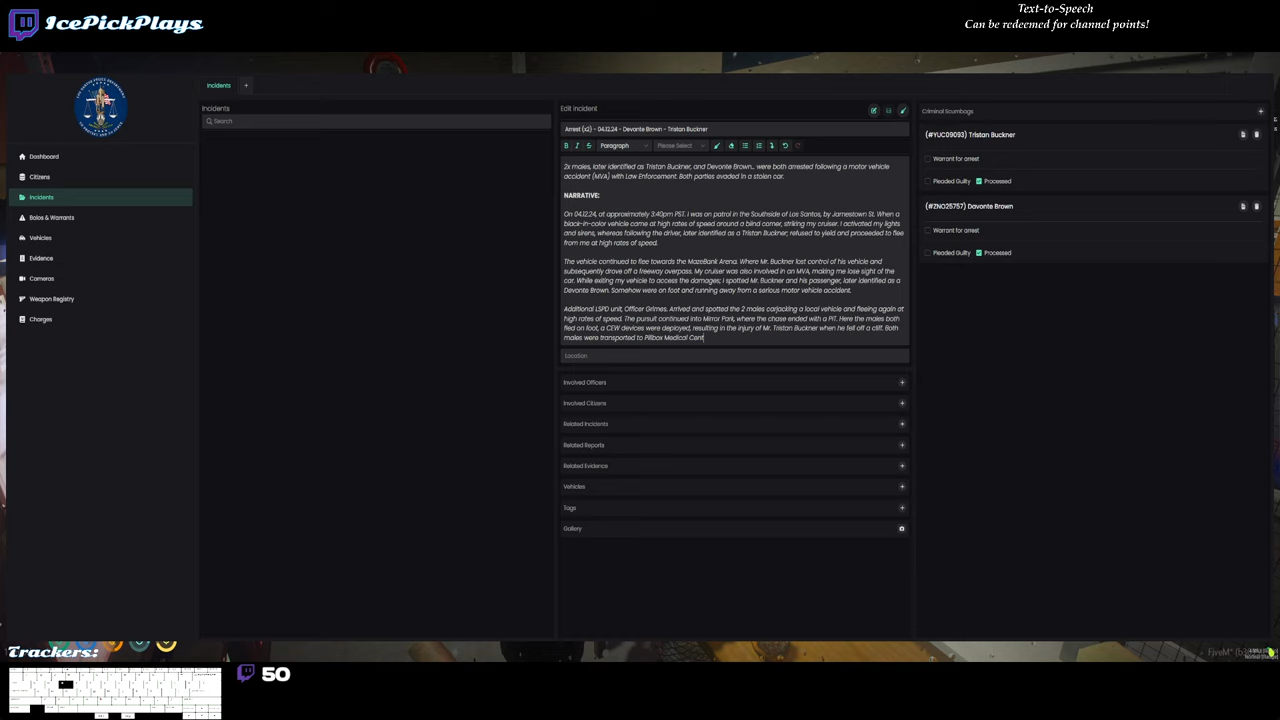 IcePickPlays
Text-to-Speech
Can be redeemed for channel points!
Incidents +
Dashboard
Citizens
Incidents
Bolos & Warrants
Vehicles
Evidence
Cameras
Weapon Registry
Charges
Incidents
Search
Edit incident
Arrest (x2) - 04.12.24 - Devante Brown - Tristan Buckner
B I S Paragraph Please Select
2x males, later identified as Tristan Buckner, and Devante Brown... were both arrested following a motor vehicle
accident (MVA) with Law Enforcement. Both parties evaded in a stolen car.
NARRATIVE:
On 04.12.24, at approximately 3:40pm PST. I was on patrol in the Southside of Los Santos, by Jamestown St. When a
black-in-color vehicle came at high rates of speed around a blind corner, striking my cruiser. I activated my lights
and sirens, whereas following the driver, later identified as a Tristan Buckner; refused to yield and proceeded to flee
from me at high rates of speed.
The vehicle continued to flee towards the MazeBank Arena. Where Mr. Buckner lost control of his vehicle and
subsequently drove off a freeway overpass. My cruiser was also involved in an MVA, making me lose sight of the
car. While exiting my vehicle to access the damages; I spotted Mr. Buckner and his passenger, later identified as a
Devante Brown. Somehow were on foot and running away from a serious motor vehicle accident.
Additional LSPD unit, Officer Grimes. Arrived and spotted the 2 males carjacking a local vehicle and fleeing again at
high rates of speed. The pursuit continued into Mirror Park, where the chase ended with a PIT. Here the males both
fled on foot, a CEW devices were deployed, resulting in the injury of Mr. Tristan Buckner when he fell off a cliff. Both
males were transported to Pillbox Medical Cent
Location
Involved Officers +
Involved Citizens +
Related Incidents +
Related Reports +
Related Evidence +
Vehicles +
Tags +
Gallery
Criminal Scumbags +
(#YUC09093) Tristan Buckner
Warrant for arrest
Pleaded Guilty Processed
(#ZNO25757) Davonte Brown
Warrant for arrest
Pleaded Guilty Processed
Trackers:
50